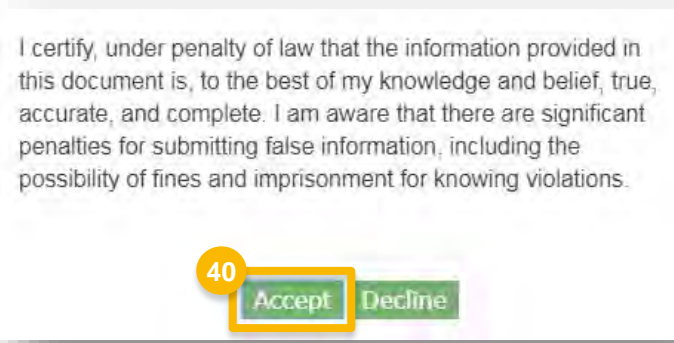 I certify, under penalty of law that the information provided in
this document is, to the best of my knowledge and belief, true,
accurate, and complete. I am aware that there are significant
penalties for submitting false information, including the
possibility of fines and imprisonment for knowing violations.
40
Accept Decline